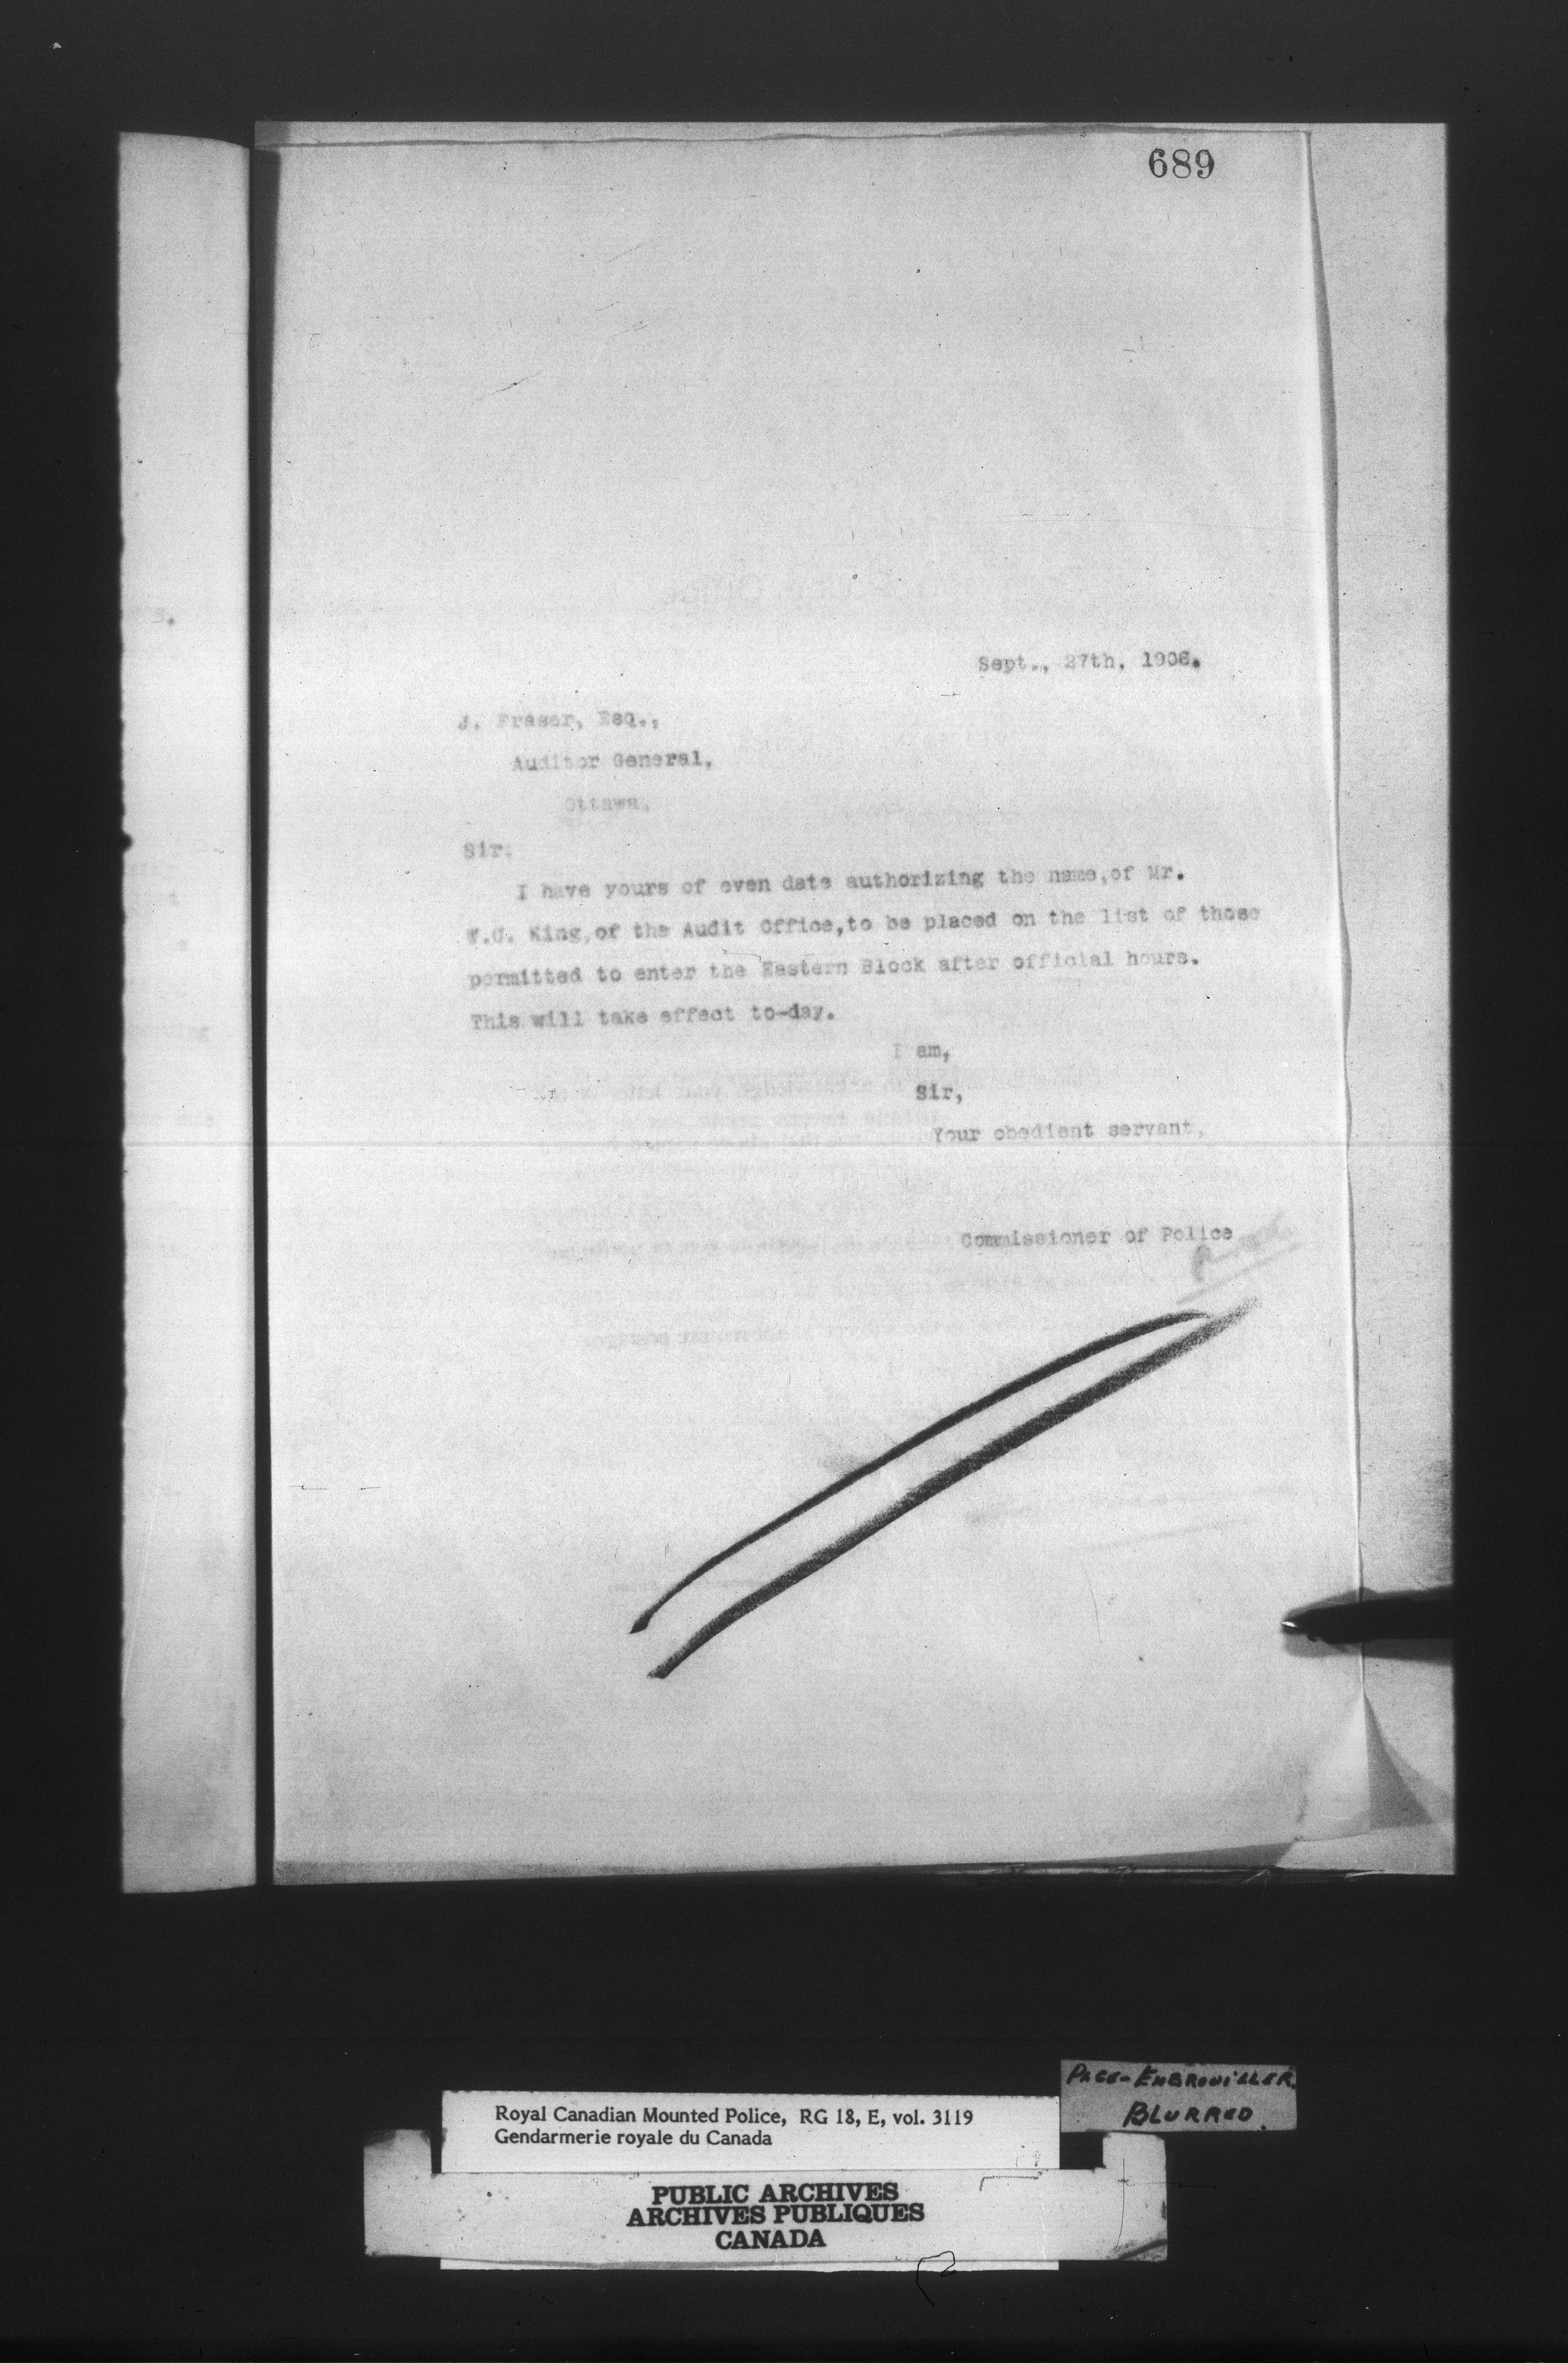 689
Sept., 27th, 1906.
J. Fraser, Esq.,
Auditor General,
Ottawa.
Sir:
I have yours of even date authorizing the name,of Mr.
King,of the Audit Office,to be placed on the list of those
permitted to enter the Eastern Block after official hours.
This will take effect to-day.
I am,
Sir,
Your obedient servant,
Commissioner of Police
PAGE-EMBROUILLER.
BLURRED.
Royal Canadian Mounted Police, RG 18, E, vol. 3119
Gendarmerie royale du Canada
PUBLIC ARCHIVES
ARCHIVES PUBLIQUES
CANADA